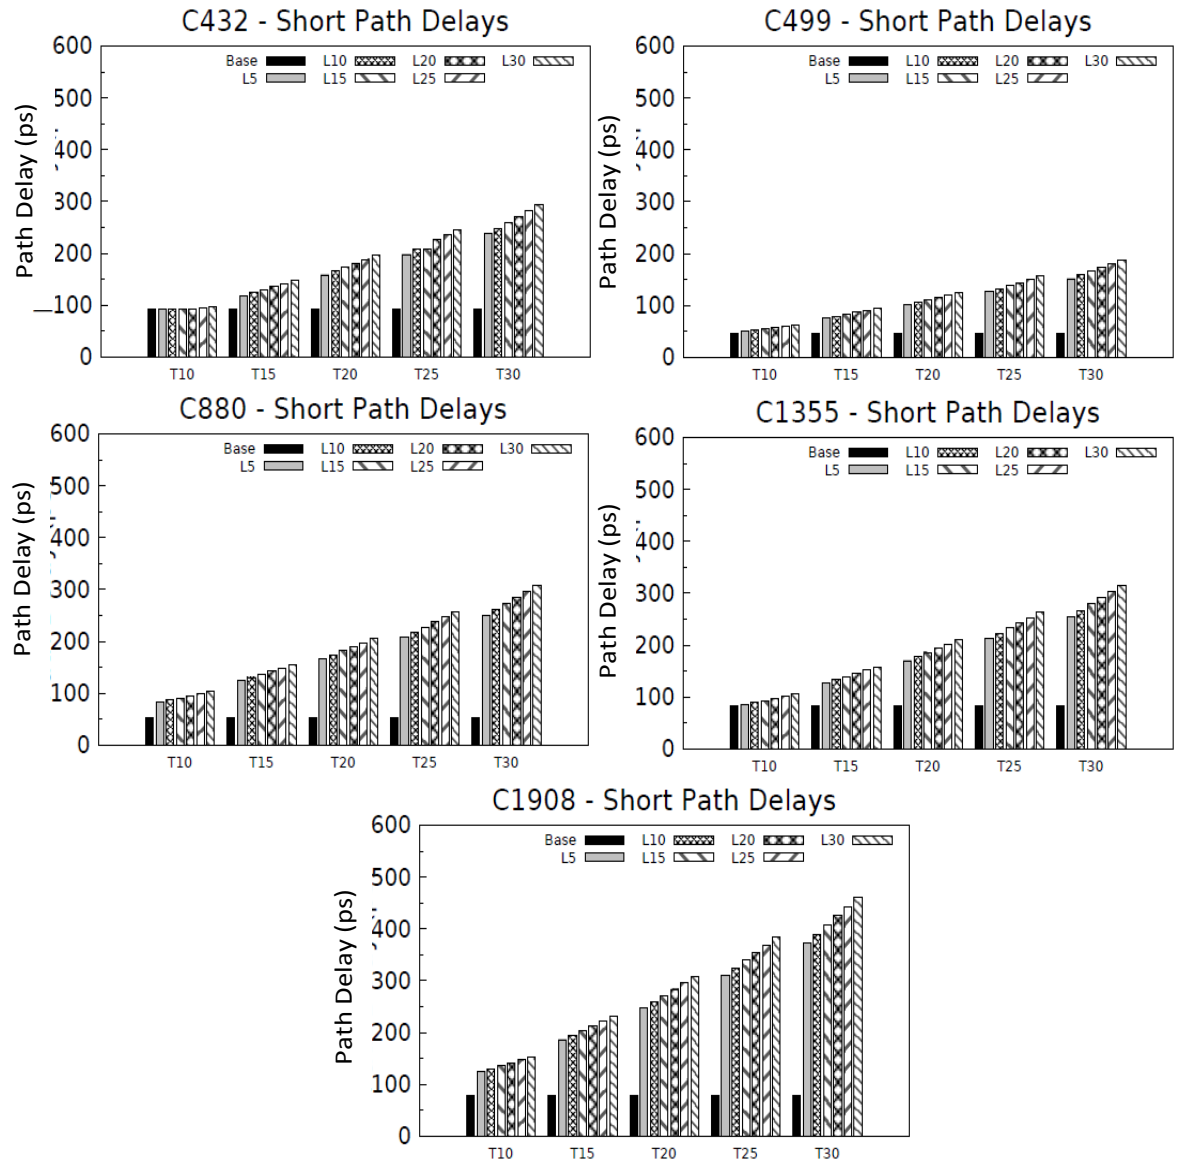 C432 - Short Path Delays
Base L10 L20 L30
L5 L15 L25
600
500
400
300
200
100
0
Path Delay (ps)
T10 T15 T20 T25 T30
C499 - Short Path Delays
Base L10 L20 L30
L5 L15 L25
600
500
400
300
200
100
0
Path Delay (ps)
T10 T15 T20 T25 T30
C880 - Short Path Delays
Base L10 L20 L30
L5 L15 L25
600
500
400
300
200
100
0
Path Delay (ps)
T10 T15 T20 T25 T30
C1355 - Short Path Delays
Base L10 L20 L30
L5 L15 L25
600
500
400
300
200
100
0
Path Delay (ps)
T10 T15 T20 T25 T30
C1908 - Short Path Delays
Base L10 L20 L30
L5 L15 L25
600
500
400
300
200
100
0
Path Delay (ps)
T10 T15 T20 T25 T30